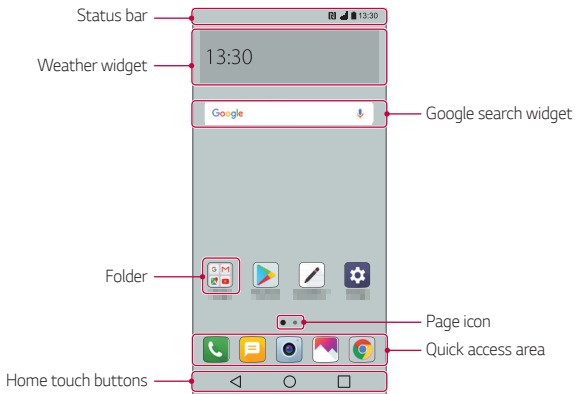 Status bar
13:30
Weather widget
13:30
Google
Google search widget
Folder
Page icon
Quick access area
Home touch buttons